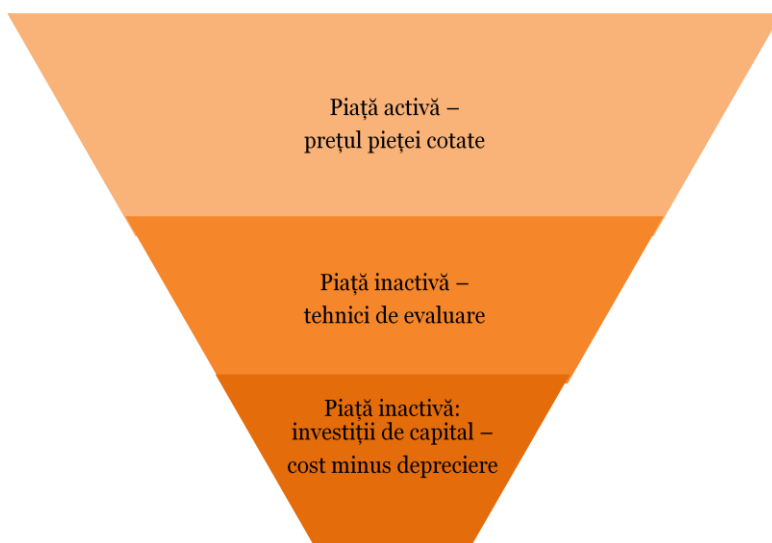 Piață activă –
prețul pieței cotate
Piață inactivă –
tehnici de evaluare
Piață inactivă:
investiții de capital –
cost minus depreciere